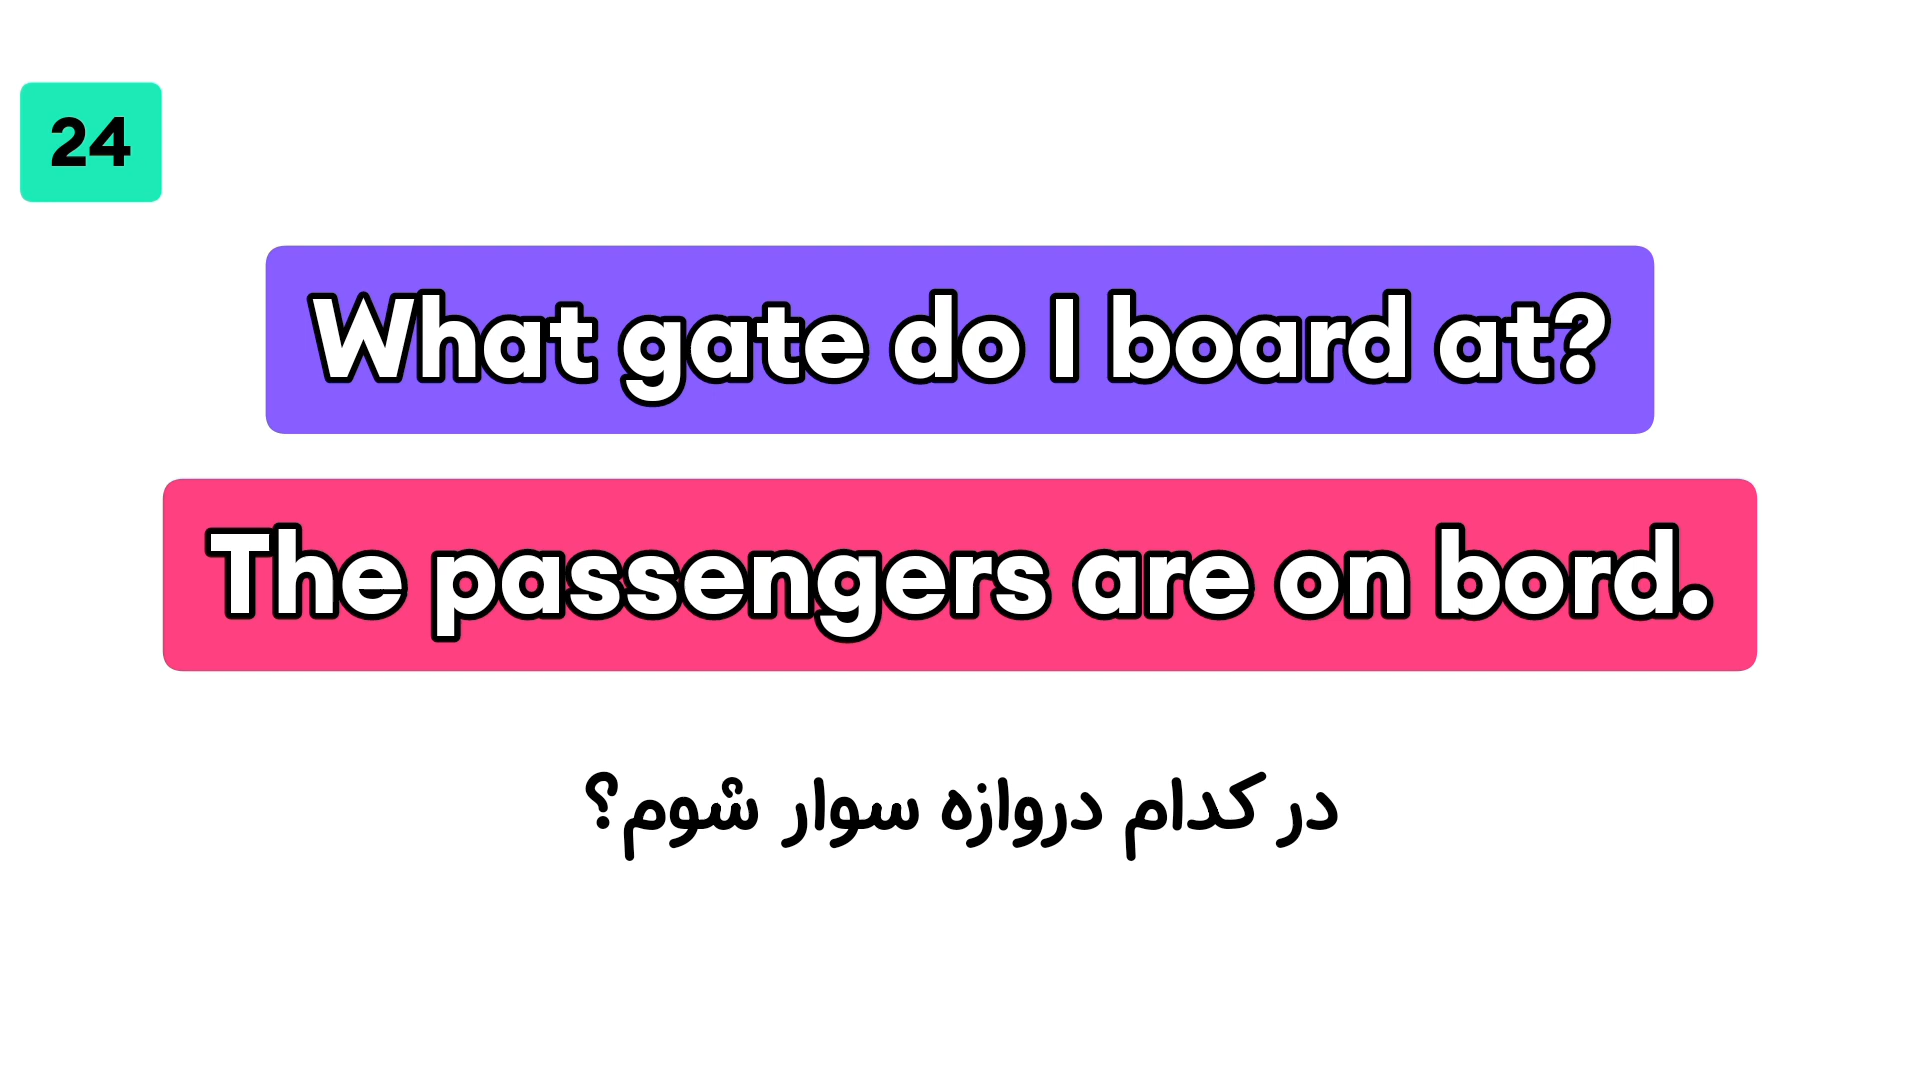 24
What gate do I board at?
The passengers are on bord.
در کدام دروازه سوار شوم؟